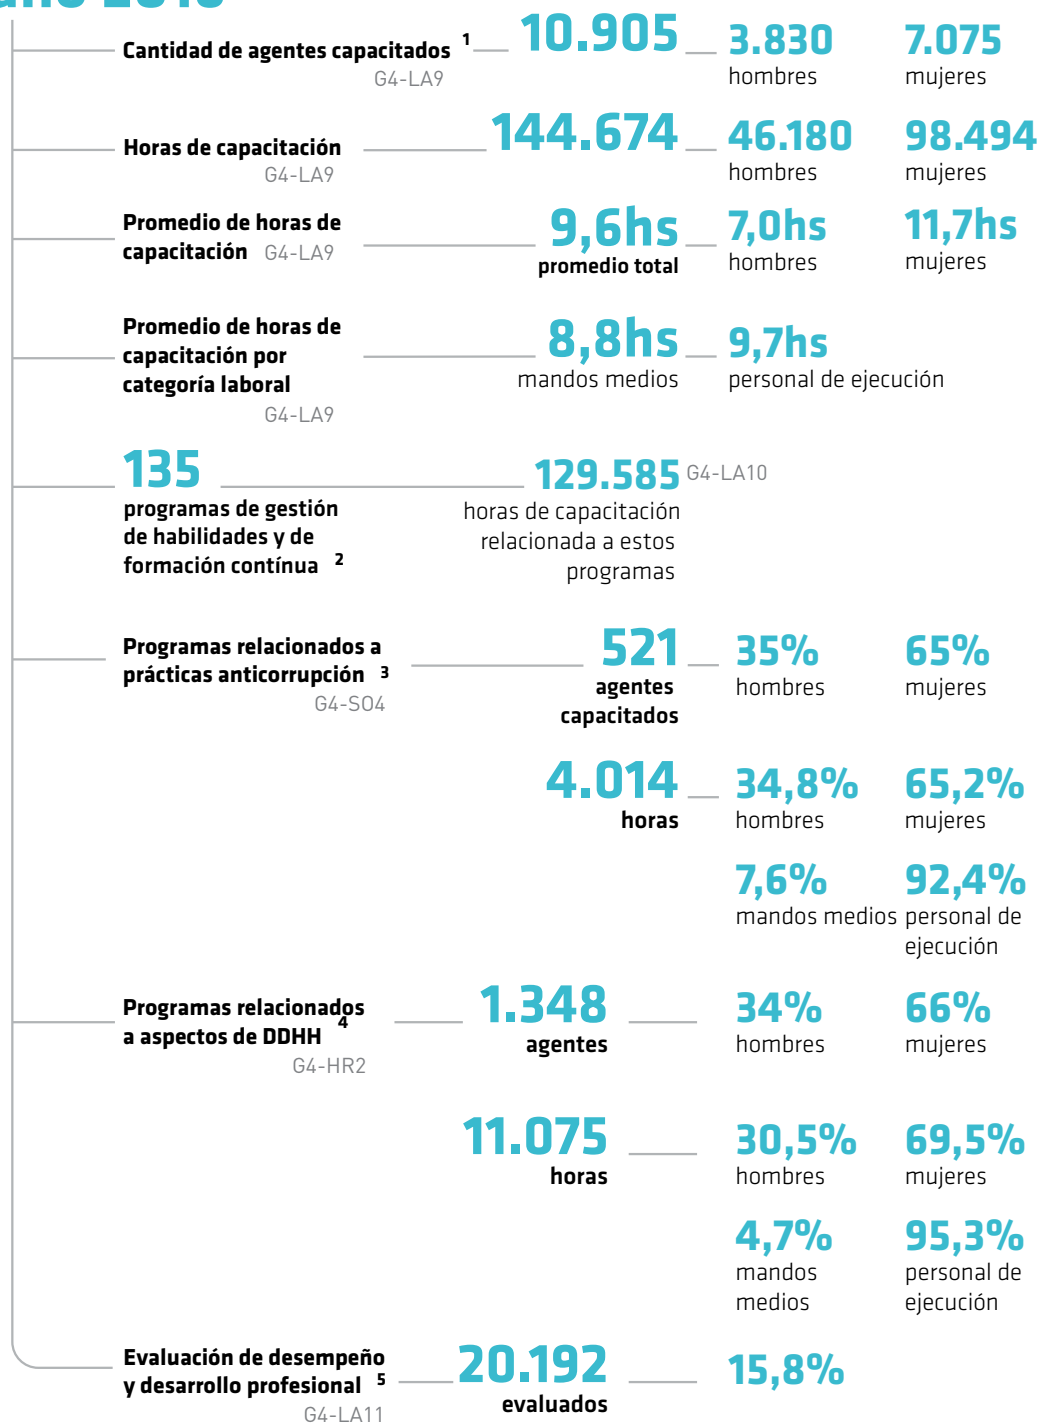 Cantidad de agentes capacitados 1 10.905 3.830 7.075
G4-LA9 hombres mujeres
Horas de capacitación 144.674 46.180 98.494
G4-LA9 hombres mujeres
Promedio de horas de
capacitación G4-LA9 9,6hs 7,0hs 11,7hs
promedio total hombres mujeres
Promedio de horas de
capacitación por
categoría laboral
G4-LA9
8,8hs 9,7hs
mandos medios personal de ejecución
135
programas de gestión
de habilidades y de
formación contínua 2
129.585 G4-LA10
horas de capacitación
relacionada a estos
programas
Programas relacionados a
prácticas anticorrupción 3
G4-SO4
521 35% 65%
agentes
capacitados
hombres mujeres
4.014 34,8% 65,2%
horas hombres mujeres
7,6% 92,4%
mandos medios personal de
ejecución
Programas relacionados
a aspectos de DDHH 4
G4-HR2
1.348 34% 66%
agentes hombres mujeres
11.075 30,5% 69,5%
horas hombres mujeres
4,7% 95,3%
mandos
medios
personal de
ejecución
Evaluación de desempeño
y desarrollo profesional 5
G4-LA11
20.192 15,8%
evaluados